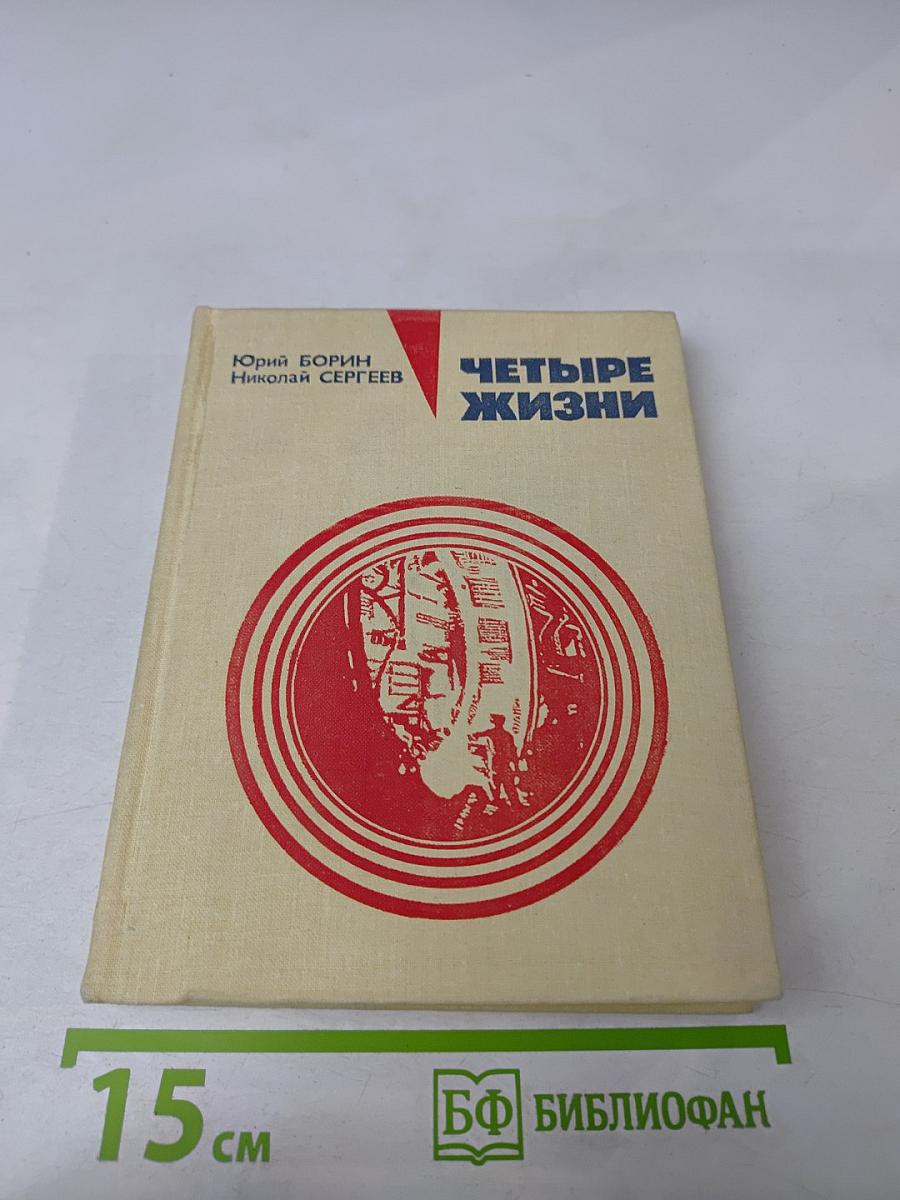 Юрий БОРИН
Николай СЕРГЕЕВ
ЧЕТЫРЕ
ЖИЗНИ
15 см
БФ БИБЛИОФАН